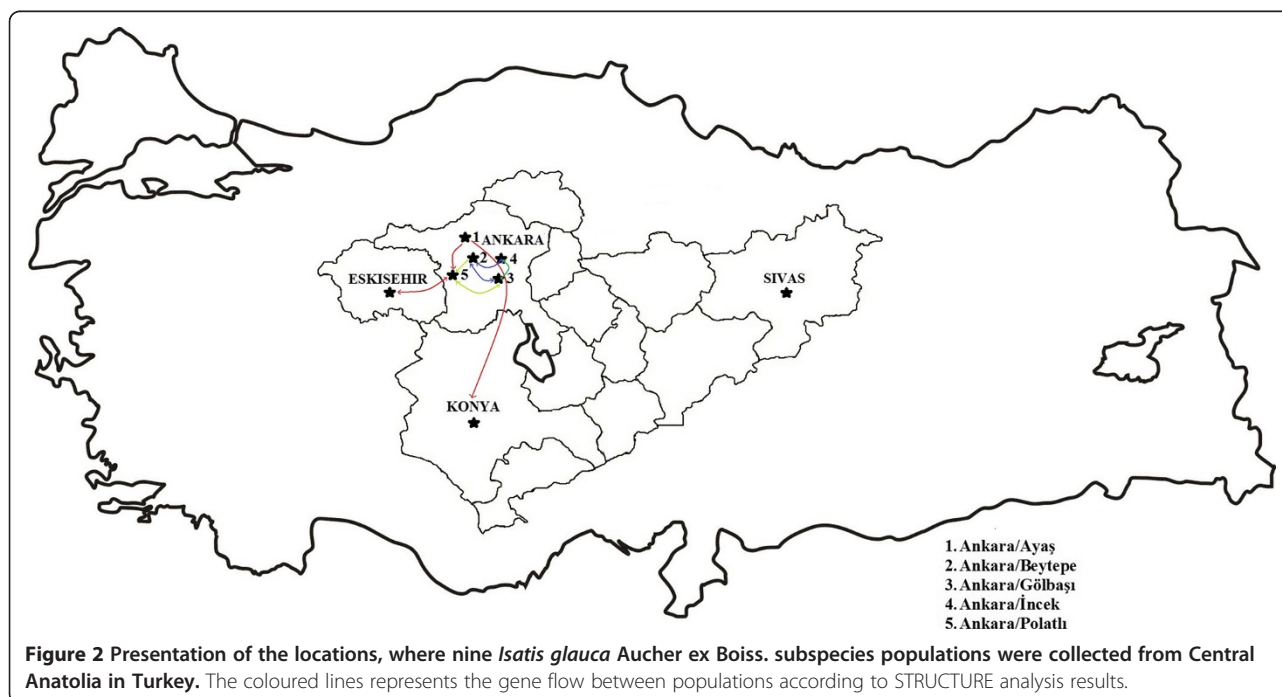 1 ANKARA
2
4
5
3
ESKISEHIR
SIVAS
KONYA
1. Ankara/Ayaş
2. Ankara/Beytepe
3. Ankara/Gölbaşı
4. Ankara/İncek
5. Ankara/Polatlı
Figure 2 Presentation of the locations, where nine Isatis glauca Aucher ex Boiss. subspecies populations were collected from Central
Anatolia in Turkey. The coloured lines represents the gene flow between populations according to STRUCTURE analysis results.